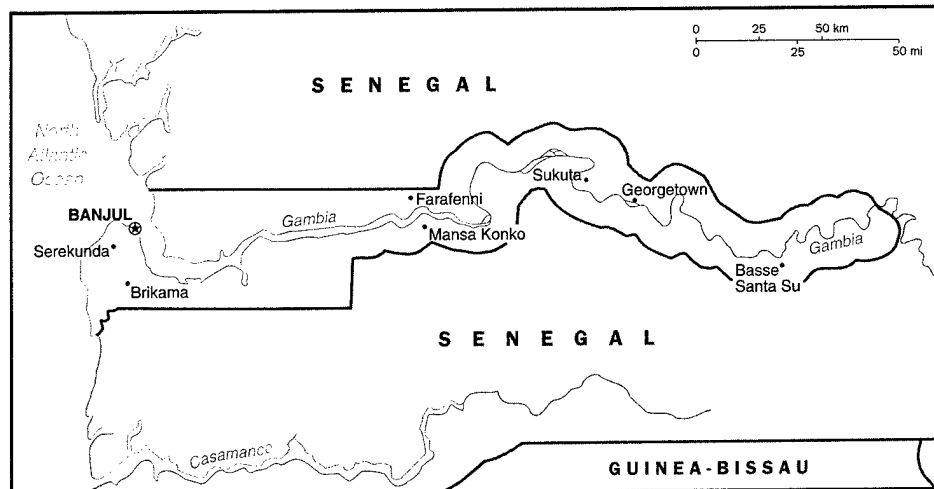 0 25 50 km
0 25 50 mi
SENEGAL
North
Atlantic
Ocean
Sukuta
Georgetown
Farafenni
BANJUL
Gambia
Mansa Konko
Serekunda
Gambia
Basse
Santa Su
Brikama
SENEGAL
Casamance
GUINEA-BISSAU